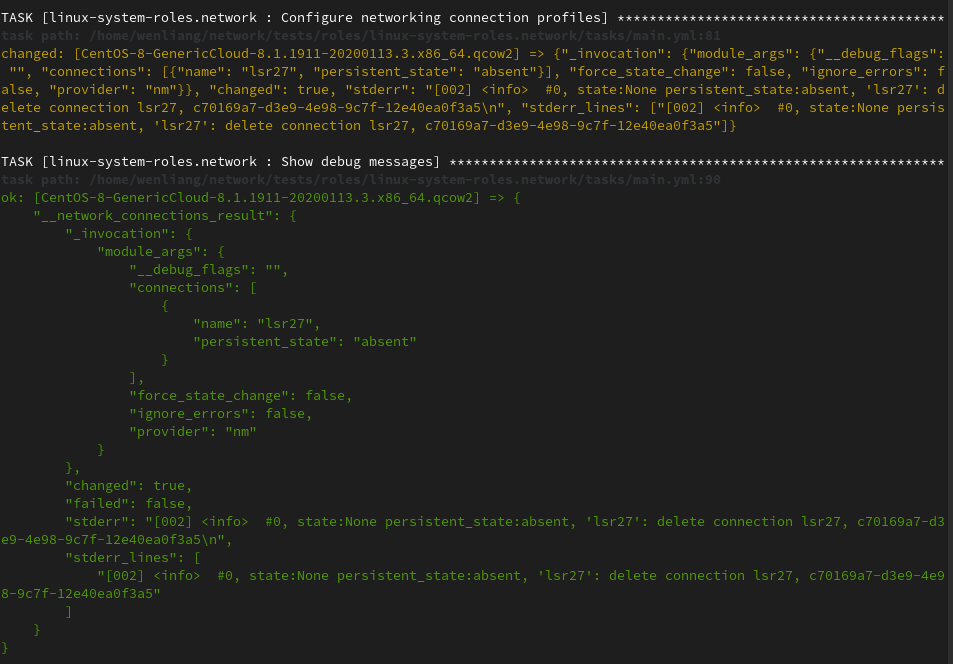 TASK [linux-system-roles.network : Configure networking connection profiles] *****************************************
task path: /home/wenliang/network/tests/roles/linux-system-roles.network/tasks/main.yml:81
changed: [CentOS-8-GenericCloud-8.1.1911-20200113.3.x86_64.qcow2] => {"_invocation": {"module_args": {"__debug_flags":
 "", "connections": [{"name": "lsr27", "persistent_state": "absent"}], "force_state_change": false, "ignore_errors": f
alse, "provider": "nm"}}, "changed": true, "stderr": "[002] <info>  #0, state:None persistent_state:absent, 'lsr27': d
elete connection lsr27, c70169a7-d3e9-4e98-9c7f-12e40ea0f3a5\n", "stderr_lines": ["[002] <info>  #0, state:None persis
tent_state:absent, 'lsr27': delete connection lsr27, c70169a7-d3e9-4e98-9c7f-12e40ea0f3a5"]}
TASK [linux-system-roles.network : Show debug messages] **************************************************************
task path: /home/wenliang/network/tests/roles/linux-system-roles.network/tasks/main.yml:90
ok: [CentOS-8-GenericCloud-8.1.1911-20200113.3.x86_64.qcow2] => {
    "__network_connections_result": {
        "_invocation": {
            "module_args": {
                "__debug_flags": "",
                "connections": [
                    {
                        "name": "lsr27",
                        "persistent_state": "absent"
                    }
                ],
                "force_state_change": false,
                "ignore_errors": false,
                "provider": "nm"
            }
        },
        "changed": true,
        "failed": false,
        "stderr": "[002] <info>  #0, state:None persistent_state:absent, 'lsr27': delete connection lsr27, c70169a7-d3
e9-4e98-9c7f-12e40ea0f3a5\n",
        "stderr_lines": [
            "[002] <info>  #0, state:None persistent_state:absent, 'lsr27': delete connection lsr27, c70169a7-d3e9-4e9
8-9c7f-12e40ea0f3a5"
        ]
    }
}